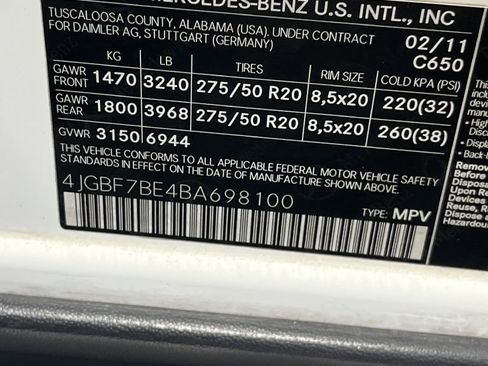 MERCEDES-BENZ U.S. INTL., INC
TUSCALOOSA COUNTY, ALABAMA (USA). UNDER CONTRACT
FOR DAIMLER AG, STUTTGART (GERMANY) 02/11
C650
KG LB TIRES RIM SIZE COLD KPA (PSI)
GAWR FRONT 1470 3240 275/50 R20 8,5x20 220(32)
GAWR REAR 1800 3968 275/50 R20 8,5x20 260(38)
GVWR 3150 6944
THIS VEHICLE CONFORMS TO ALL APPLICABLE FEDERAL MOTOR VEHICLE SAFETY
STANDARDS IN EFFECT ON THE DATE OF MANUFACTURE SHOWN ABOVE.
4JGBF7BE4BA698100
TYPE: MPV